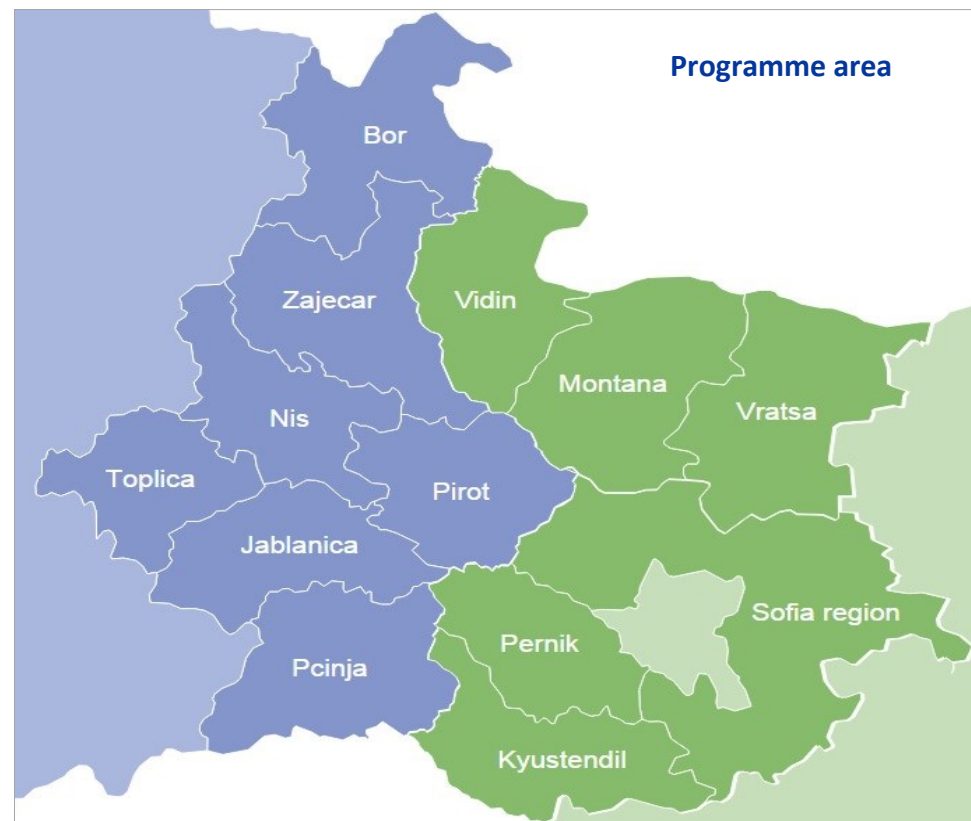 Programme area
Bor
Zajecar
Vidin
Montana
Vratsa
Nis
Toplica
Pirot
Jablanica
Sofia region
Pernik
Pcinja
Kyustendil